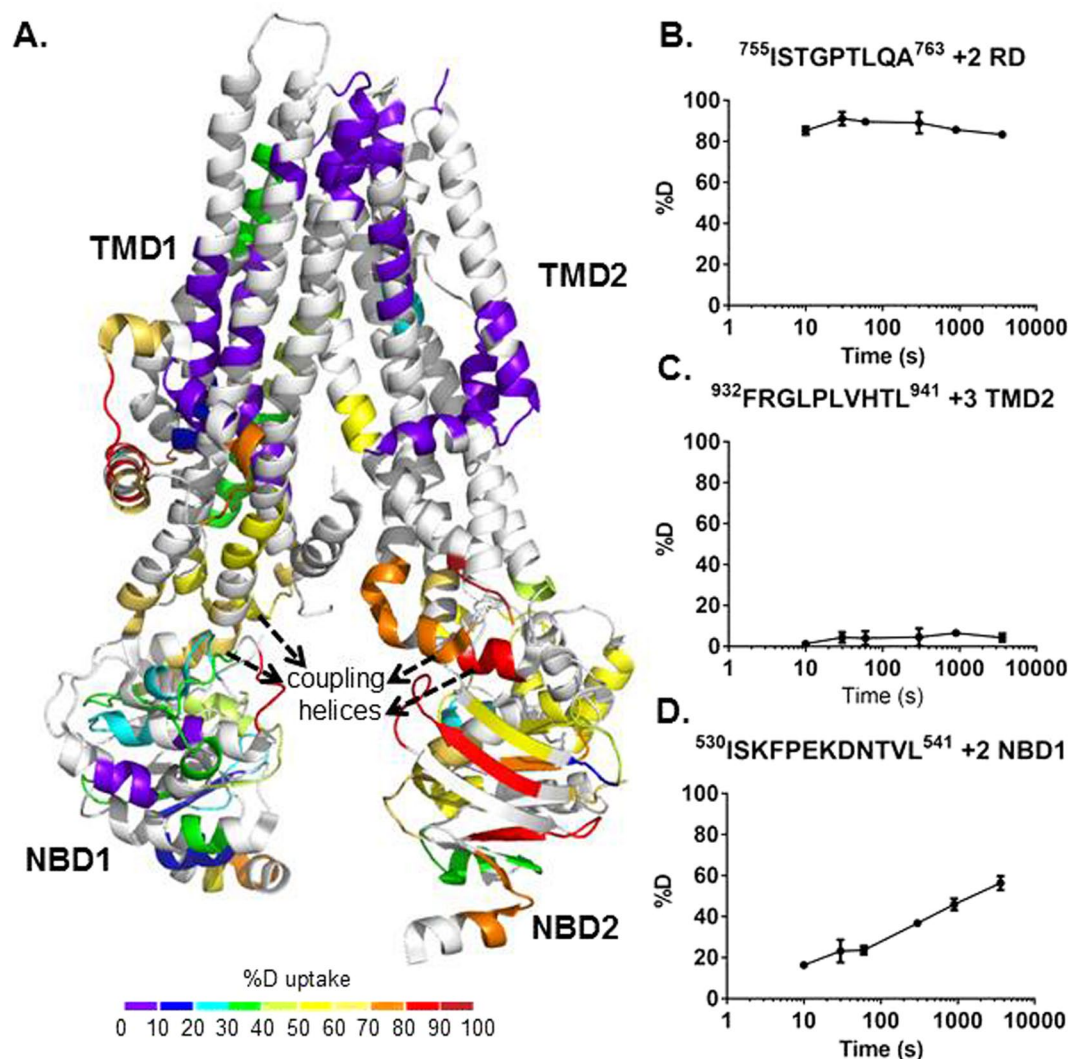 A.
TMD1
TMD2
coupling
helices
NBD1
NBD2
%D uptake
0 10 20 30 40 50 60 70 80 90 100
B.
⁷⁵⁵ISTGPTLQA⁷⁶³ +2 RD
100
80
60
40
20
0
%D
1 10 100 1000 10000
Time (s)
C.
⁹³²FRGLPLVHTL⁹⁴¹ +3 TMD2
100
80
60
40
20
0
%D
1 10 100 1000 10000
Time (s)
D.
⁵³⁰ISKFPEKDNTVL⁵⁴¹ +2 NBD1
100
80
60
40
20
0
%D
1 10 100 1000 10000
Time (s)